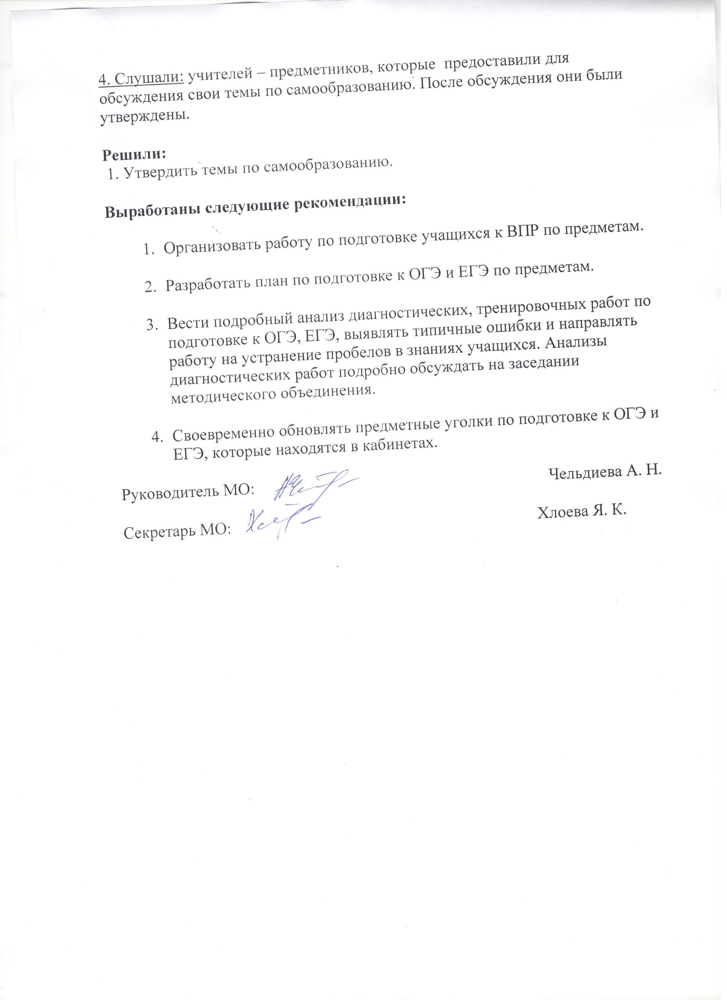 4. Слушали: учителей – предметников, которые предоставили для
обсуждения свои темы по самообразованию. После обсуждения они были
утверждены.
Решили:
1. Утвердить темы по самообразованию.
Выработаны следующие рекомендации:
1. Организовать работу по подготовке учащихся к ВПР по предметам.
2. Разработать план по подготовке к ОГЭ и ЕГЭ по предметам.
3. Вести подробный анализ диагностических, тренировочных работ по
подготовке к ОГЭ, ЕГЭ, выявлять типичные ошибки и направлять
работу на устранение пробелов в знаниях учащихся. Анализы
диагностических работ подробно обсуждать на заседании
методического объединения.
4. Своевременно обновлять предметные уголки по подготовке к ОГЭ и
ЕГЭ, которые находятся в кабинетах.
Руководитель МО: Чельдиева А. Н.
Секретарь МО: Хлоева Я. К.